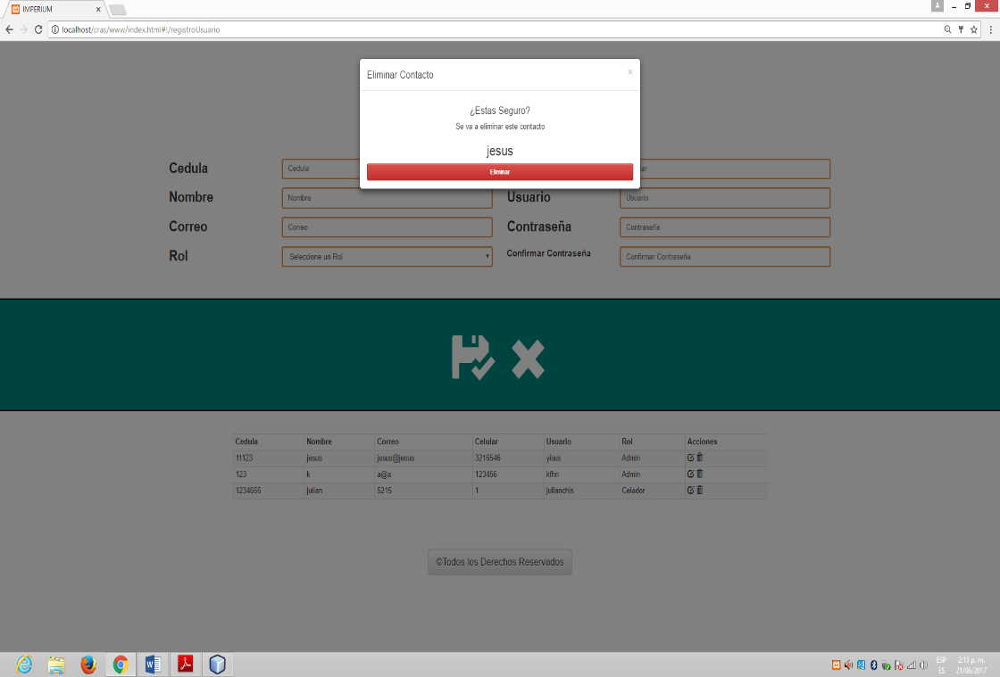 IMPERIUM
localhost/cras/www/index.html#!/registroUsuario
Eliminar Contacto ×
¿Estas Seguro?
Se va a eliminar este contacto
jesus
Eliminar
Cedula Cedula
Nombre Nombre Usuario Usuario
Correo Correo Contraseña Contraseña
Rol Seleccione un Rol Confirmar Contraseña Confirmar Contraseña
Cedula Nombre Correo Celular Usuario Rol Acciones
11123 jesus jesus@jesus 3216546 yisus Admin
123 k a@a 123456 kfhn Admin
1234666 julian 5215 1 julianchis Celador
©Todos los Derechos Reservados
ESP 2:13 p. m.
ES 21/06/2017